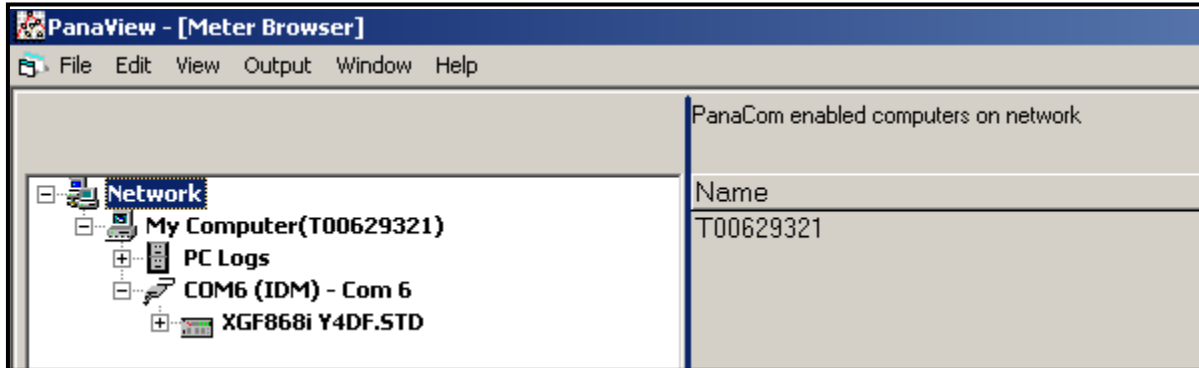 PanaView - [Meter Browser]
File Edit View Output Window Help
PanaCom enabled computers on network
Network
My Computer(T00629321)
PC Logs
COM6 (IDM) - Com 6
XGF868i Y4DF.STD
Name
T00629321